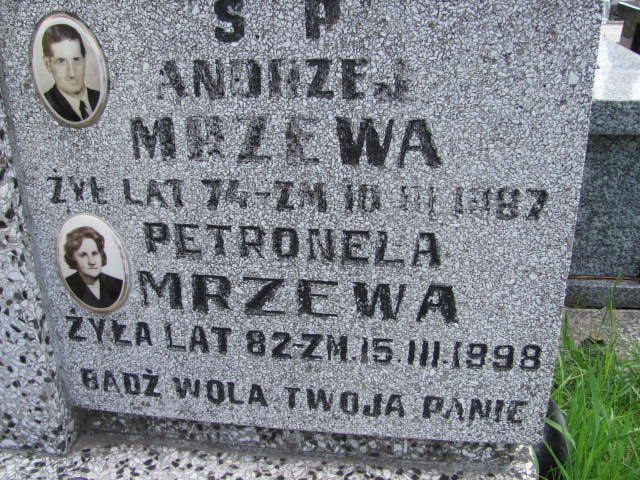 Ś. P.
ANDRZEJ
MRZEWA
ŻYŁ LAT 74-ZM 10 III 1987
PETRONELA
MRZEWA
ŻYŁA LAT 82-ZM.15.III.1998
BĄDŹ WOLA TWOJA PANIE